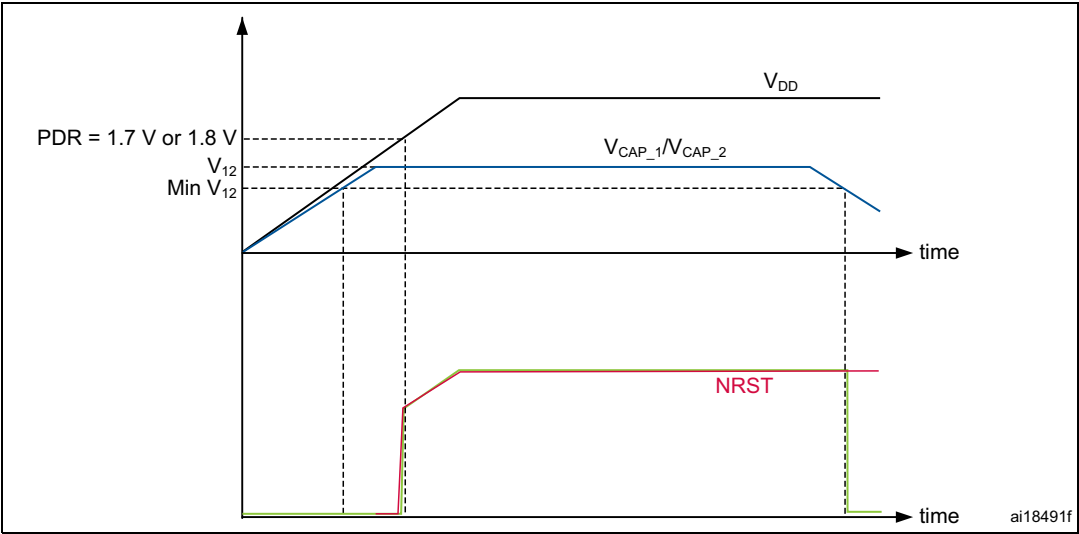 V_DD
PDR = 1.7 V or 1.8 V
V_CAP_1/V_CAP_2
V_12
Min V_12
time
NRST
time
ai18491f